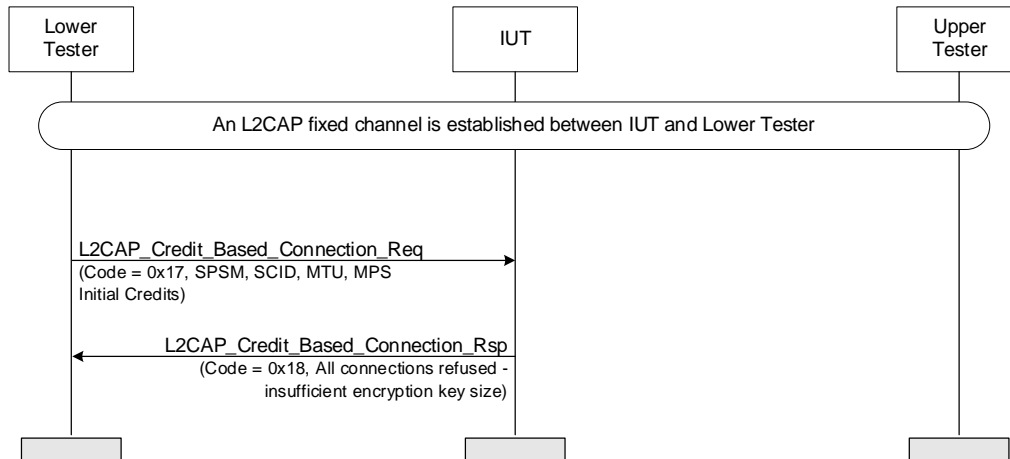 Lower
Tester
IUT
Upper
Tester
An L2CAP fixed channel is established between IUT and Lower Tester
L2CAP_Credit_Based_Connection_Req
(Code = 0x17, SPSM, SCID, MTU, MPS
Initial Credits)
L2CAP_Credit_Based_Connection_Rsp
(Code = 0x18, All connections refused -
insufficient encryption key size)